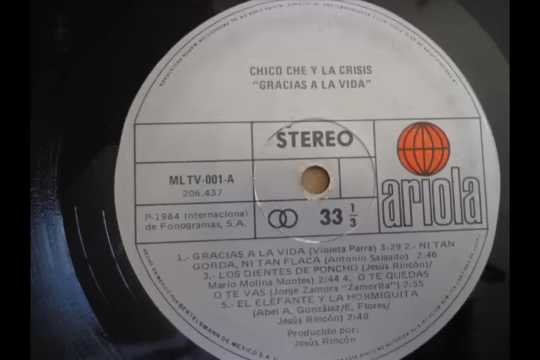 CHICO CHE Y LA CRISIS
"GRACIAS A LA VIDA"
STEREO
MLTV-001-A
206.437
P-1984 Internacional
de Fonogramas, S.A.
33 1/3
ariola
1.- GRACIAS A LA VIDA (Violeta Parra) 3:29 2.- NI TAN
GORDA, NI TAN FLACA (Antonio Salgado) 2:46
3.- LOS DIENTES DE PONCHO (Jesús Rincón)/
Mario Molina Montes) 2:44 4.- O TE QUEDAS
O TE VAS (Jorge Zamora "Zamorita") 2:55
5.- EL ELEFANTE Y LA HORMIGUITA
(Abel A. González/E. Flores/
Jesús Rincón) 2:40
Producido por:
Jesús Rincón